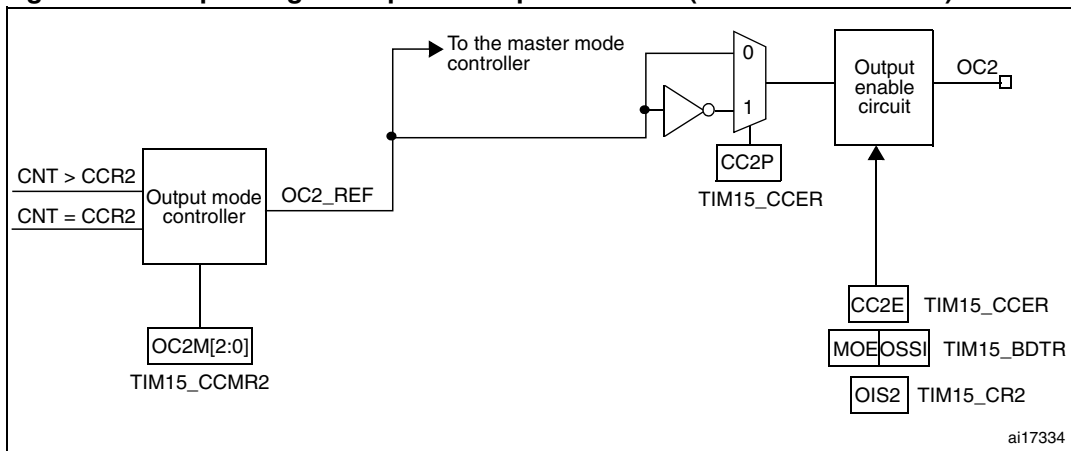 To the master mode
controller
0
1
Output
enable
circuit
OC2
CC2P
TIM15_CCER
CNT > CCR2
CNT = CCR2
Output mode
controller
OC2_REF
OC2M[2:0]
TIM15_CCMR2
CC2E TIM15_CCER
MOE OSSI TIM15_BDTR
OIS2 TIM15_CR2
ai17334